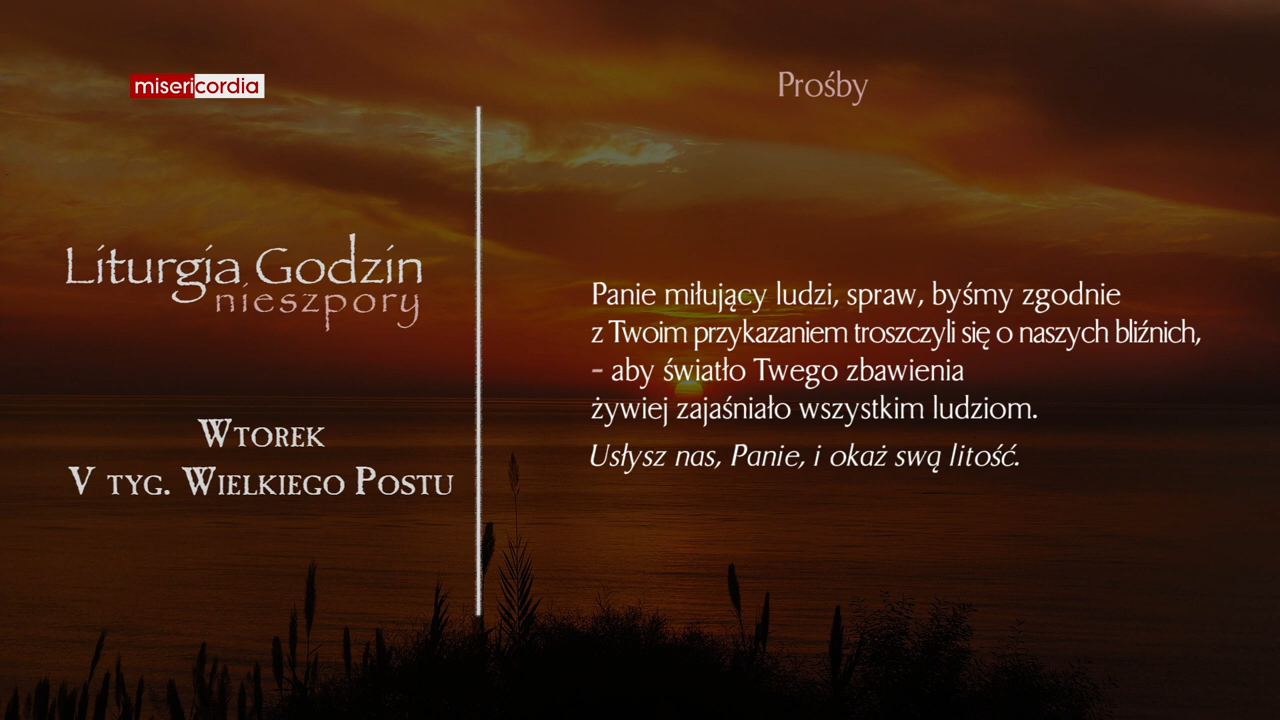 misericordia
Liturgia Godzin
nieszpory
Wtorek
V tyg. Wielkiego Postu
Prośby
Panie miłujący ludzi, spraw, byśmy zgodnie
z Twoim przykazaniem troszczyli się o naszych bliźnich,
- aby światło Twego zbawienia
żywiej zajaśniało wszystkim ludziom.
Usłysz nas, Panie, i okaż swą litość.